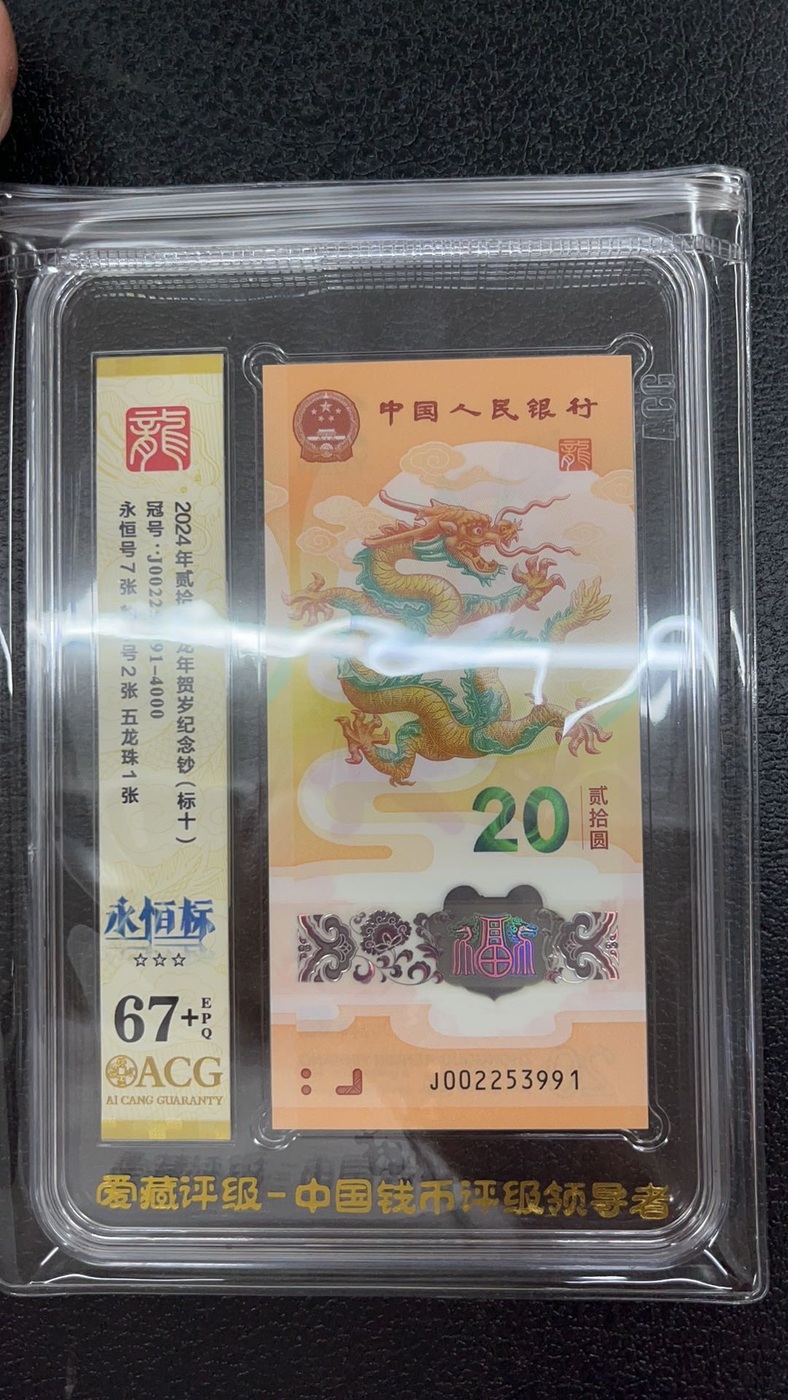 龍
2024年贰拾 龙年贺岁纪念钞(标十)
冠号:J0022 91-4000
永恒号7张 号2张 五龙珠1张
永恒标
☆☆☆
67+EPQ
ACG
AI CANG GUARANTY
中国人民银行
龍
20
贰拾圆
福
J002253991
ACG
爱藏评级-中国钱币评级领导者